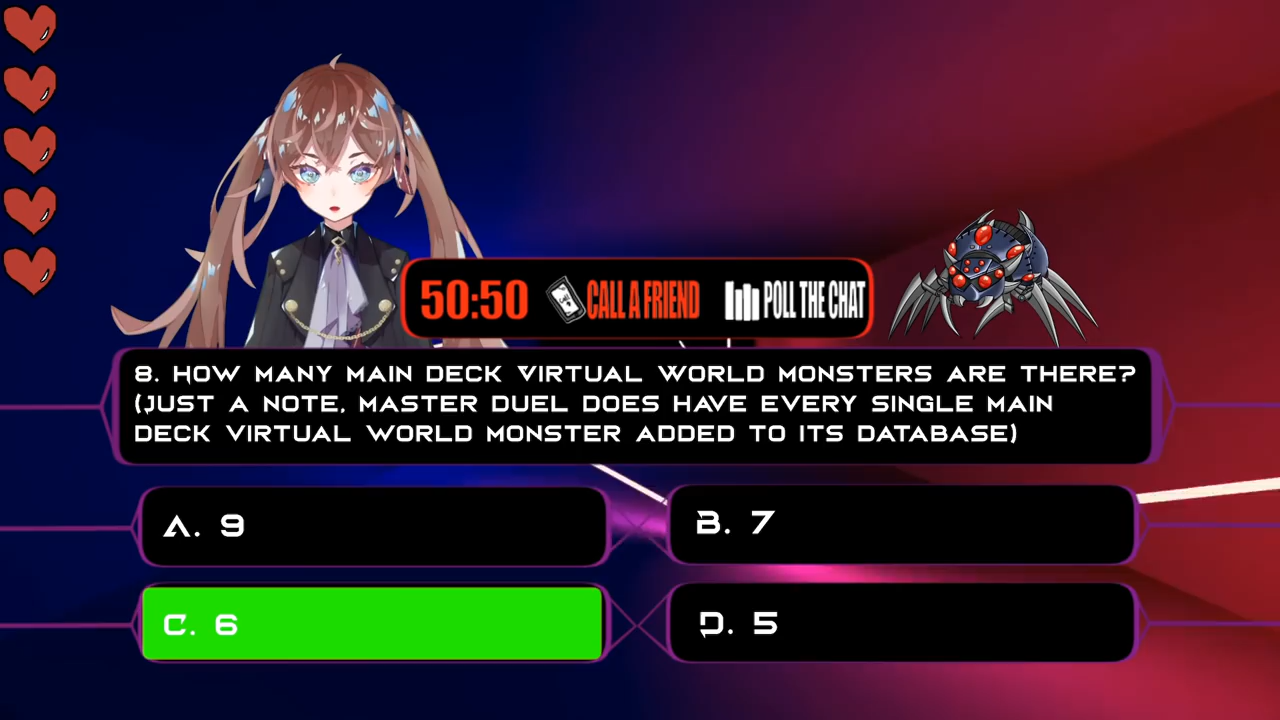 50:50
CALL A FRIEND
POLL THE CHAT
8. HOW MANY MAIN DECK VIRTUAL WORLD MONSTERS ARE THERE?
(JUST A NOTE, MASTER DUEL DOES HAVE EVERY SINGLE MAIN
DECK VIRTUAL WORLD MONSTER ADDED TO ITS DATABASE)
A. 9
B. 7
C. 6
D. 5